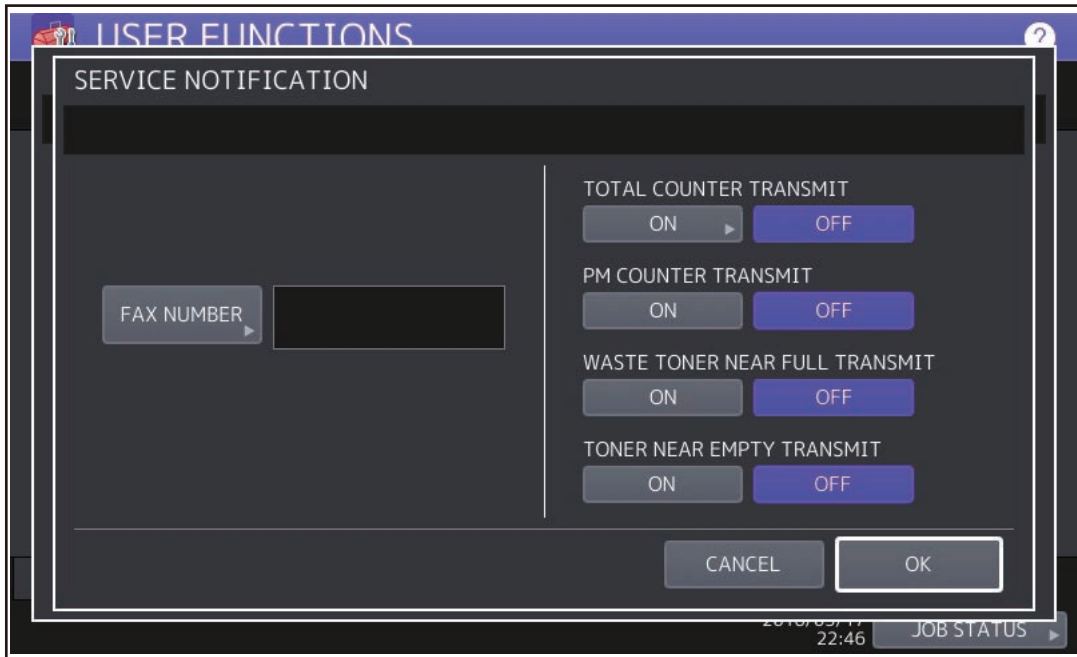 USER FUNCTIONS
?
SERVICE NOTIFICATION
TOTAL COUNTER TRANSMIT
ON OFF
PM COUNTER TRANSMIT
ON OFF
FAX NUMBER
WASTE TONER NEAR FULL TRANSMIT
ON OFF
TONER NEAR EMPTY TRANSMIT
ON OFF
CANCEL OK
22:46 JOB STATUS